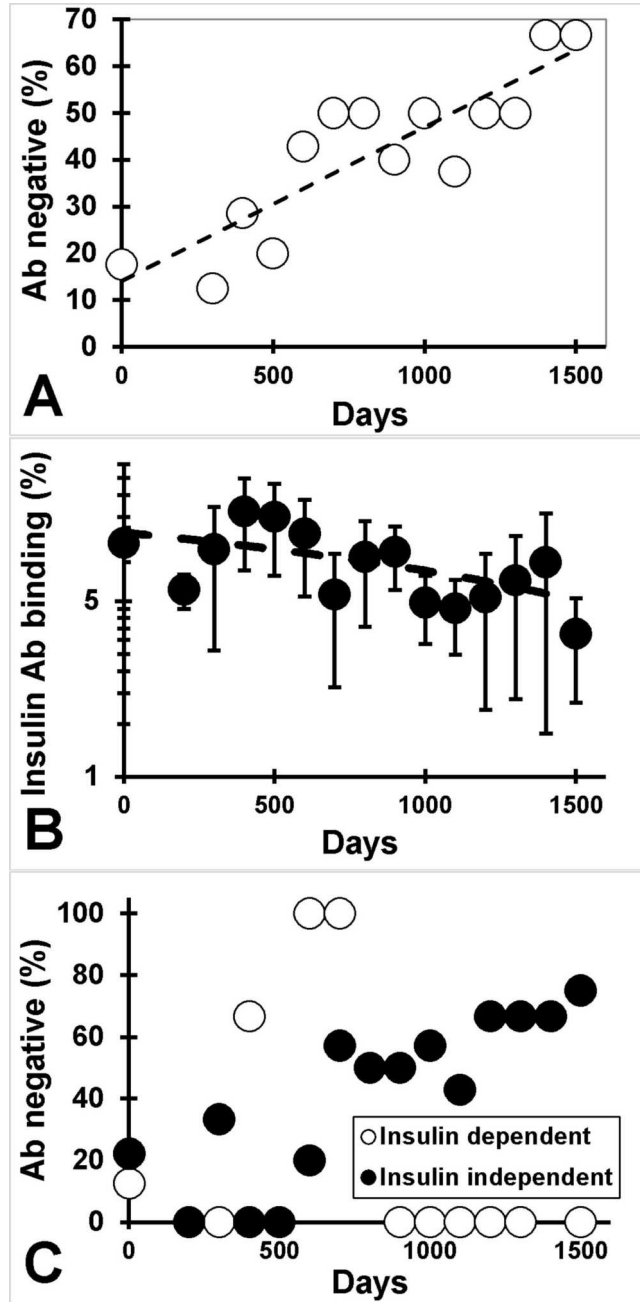 70
60
50
40
30
20
10
0
Ab negative (%)
0 500 1000 1500
Days
A
Insulin Ab binding (%)
5
1
0 500 1000 1500
Days
B
100
80
60
40
20
0
Ab negative (%)
Insulin dependent
Insulin independent
0 500 1000 1500
Days
C